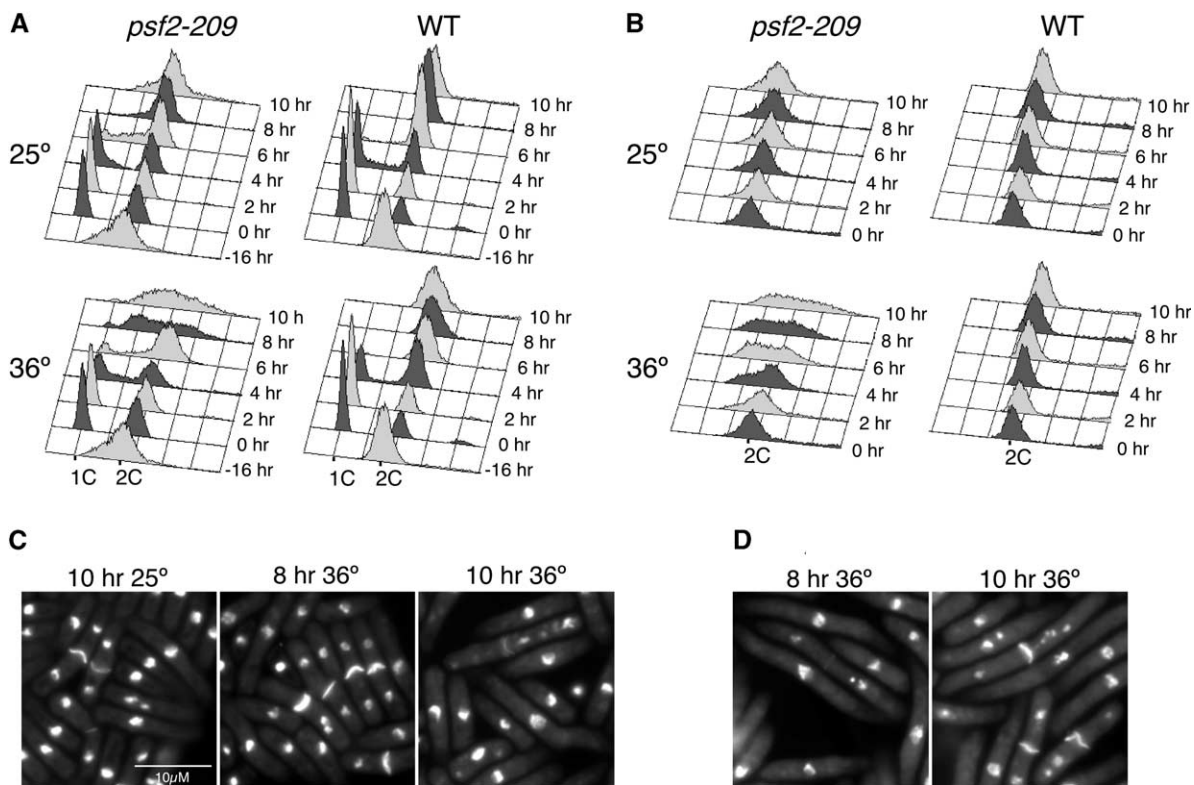 A
psf2-209
WT
25°
10 hr
8 hr
6 hr
4 hr
2 hr
0 hr
-16 hr
10 hr
8 hr
6 hr
4 hr
2 hr
0 hr
-16 hr
36°
10 h
8 hr
6 hr
4 hr
2 hr
0 hr
-16 hr
1C
2C
10 hr
8 hr
6 hr
4 hr
2 hr
0 hr
-16 hr
1C
2C
B
psf2-209
WT
25°
10 hr
8 hr
6 hr
4 hr
2 hr
0 hr
10 hr
8 hr
6 hr
4 hr
2 hr
0 hr
36°
10 hr
8 hr
6 hr
4 hr
2 hr
0 hr
2C
10 hr
8 hr
6 hr
4 hr
2 hr
0 hr
2C
C
10 hr 25°
8 hr 36°
10 hr 36°
10µM
D
8 hr 36°
10 hr 36°